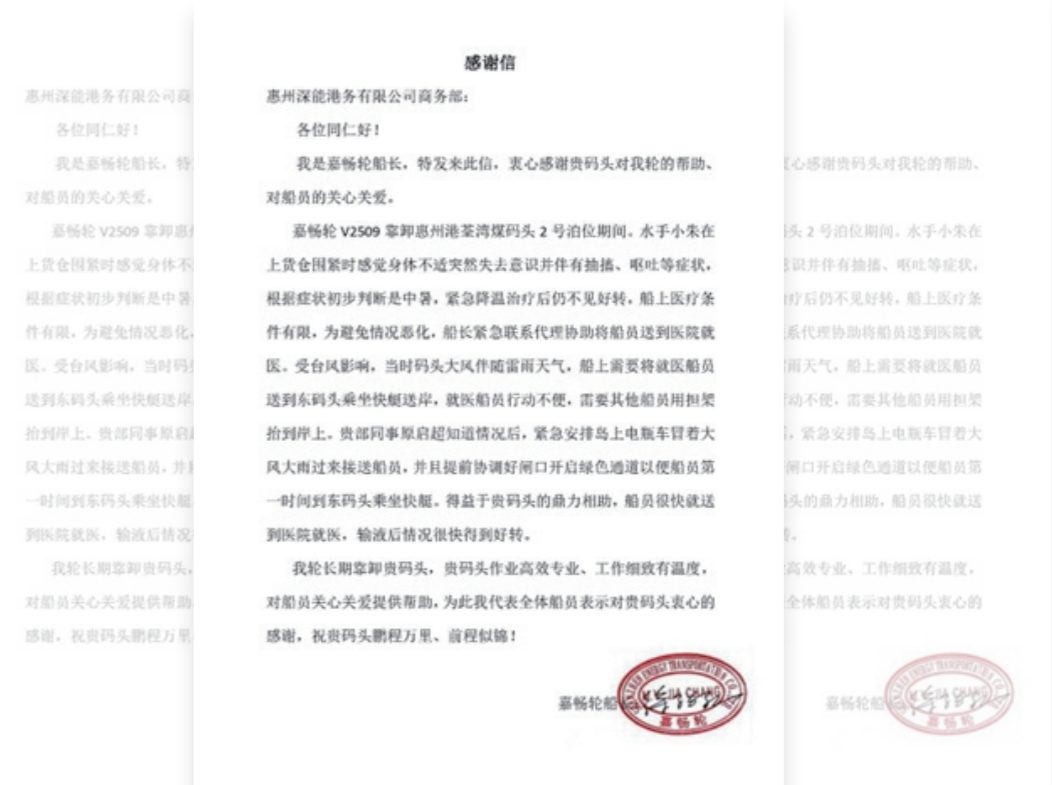 感谢信
惠州深能港务有限公司商务部：
各位同仁好！
我是嘉畅轮船长，特发来此信，衷心感谢贵码头对我轮的帮助、
对船员的关心关爱。
嘉畅轮 V2509 靠卸惠州港荃湾煤码头 2 号泊位期间。水手小朱在
上货仓围紧时感觉身体不适突然失去意识并伴有抽搐、呕吐等症状，
根据症状初步判断是中暑，紧急降温治疗后仍不见好转，船上医疗条
件有限，为避免情况恶化，船长紧急联系代理协助将船员送到医院就
医。受台风影响，当时码头大风伴随雷雨天气，船上需要将就医船员
送到东码头乘坐快艇送岸，就医船员行动不便，需要其他船员用担架
抬到岸上。贵部同事原启超知道情况后，紧急安排岛上电瓶车冒着大
风大雨过来接送船员，并且提前协调好闸口开启绿色通道以便船员第
一时间到东码头乘坐快艇。得益于贵码头的鼎力相助，船员很快就送
到医院就医，输液后情况很快得到好转。
我轮长期靠卸贵码头，贵码头作业高效专业、工作细致有温度，
对船员关心关爱提供帮助，为此我代表全体船员表示对贵码头衷心的
感谢，祝贵码头鹏程万里、前程似锦！
嘉畅轮船
SHENZHEN ENERGY TRANSPORTATION CO.,LTD
M.V. JIA CHANG
嘉畅轮